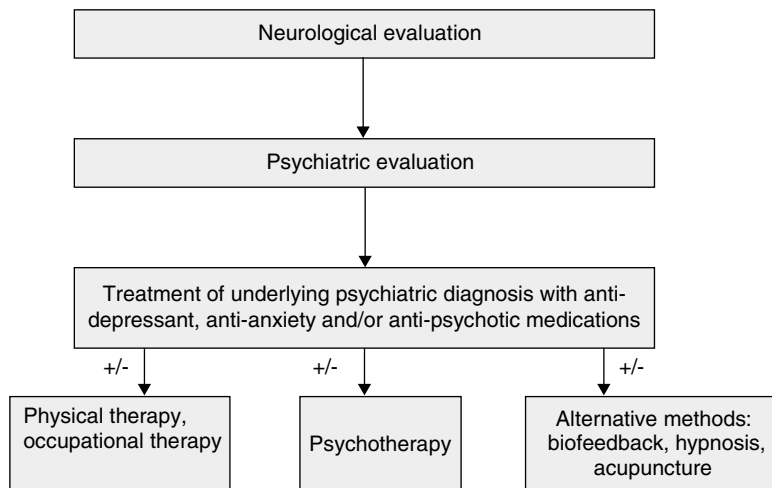 Neurological evaluation
Psychiatric evaluation
Treatment of underlying psychiatric diagnosis with anti-
depressant, anti-anxiety and/or anti-psychotic medications
+/-
+/-
+/-
Physical therapy,
occupational therapy
Psychotherapy
Alternative methods:
biofeedback, hypnosis,
acupuncture